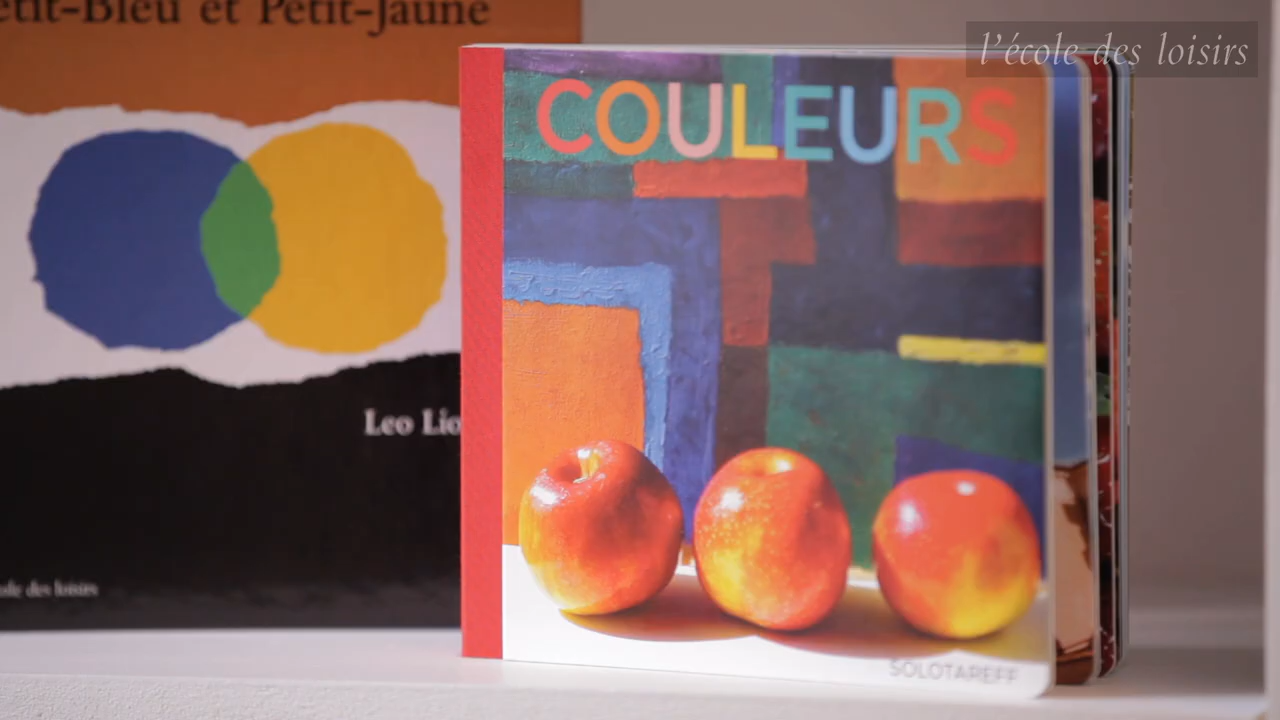 etit-Bleu et Petit-Jaune
l'école des loisirs
COULEURS
Leo Lio
ole des loisirs
SOLOTAREFF